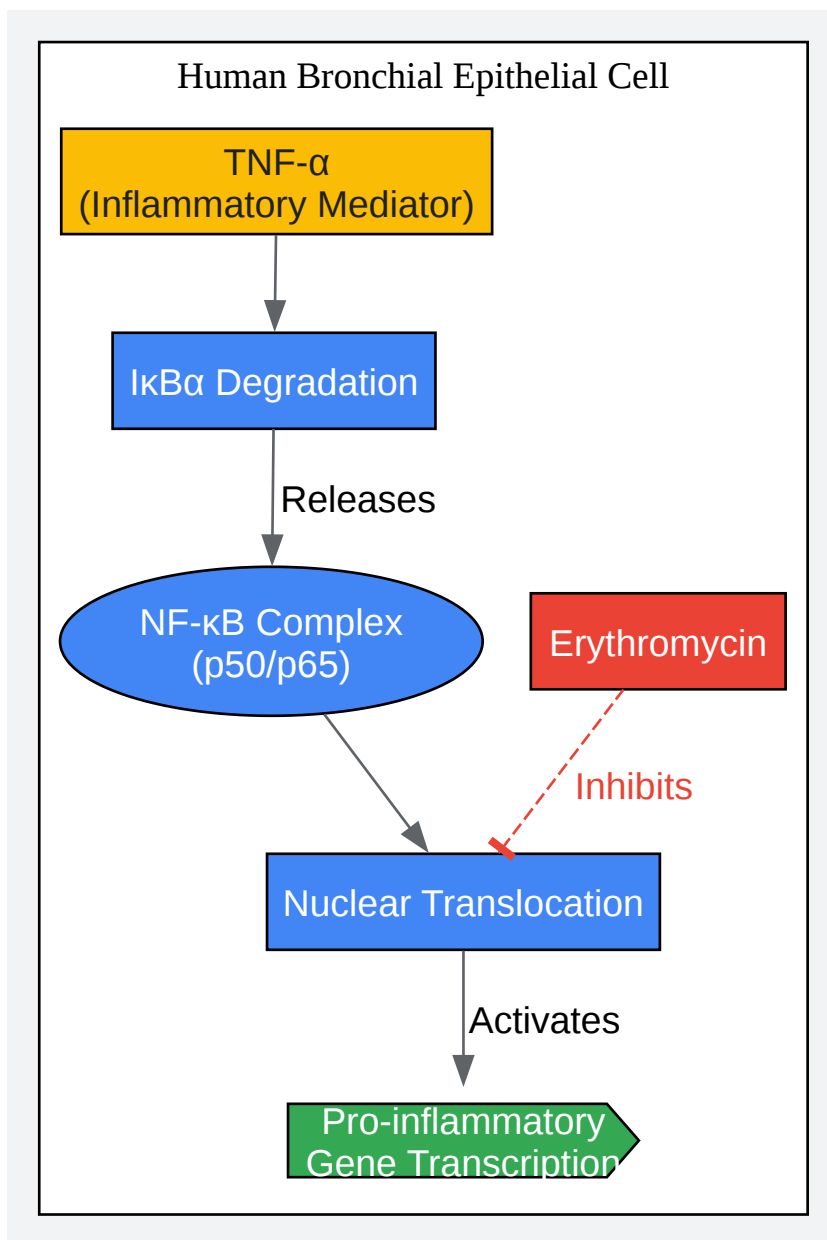 Human Bronchial Epithelial Cell
TNF-α
(Inflammatory Mediator)
IκBα Degradation
Releases
NF-κB Complex
(p50/p65)
Erythromycin
Inhibits
Nuclear Translocation
Activates
Pro-inflammatory
Gene Transcription